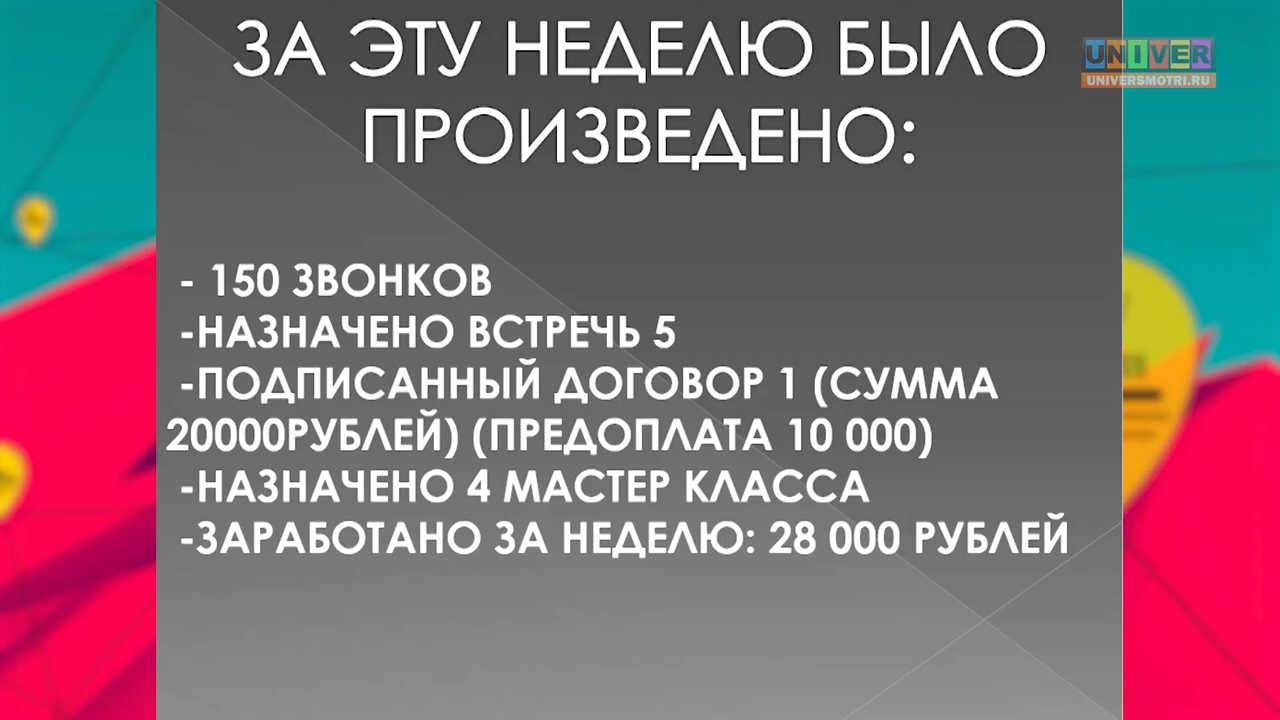 ЗА ЭТУ НЕДЕЛЮ БЫЛО
ПРОИЗВЕДЕНО:
UNIVER
UNIVERSMOTRI.RU
- 150 ЗВОНКОВ
-НАЗНАЧЕНО ВСТРЕЧЬ 5
-ПОДПИСАННЫЙ ДОГОВОР 1 (СУММА
20000РУБЛЕЙ) (ПРЕДОПЛАТА 10 000)
-НАЗНАЧЕНО 4 МАСТЕР КЛАССА
-ЗАРАБОТАНО ЗА НЕДЕЛЮ: 28 000 РУБЛЕЙ